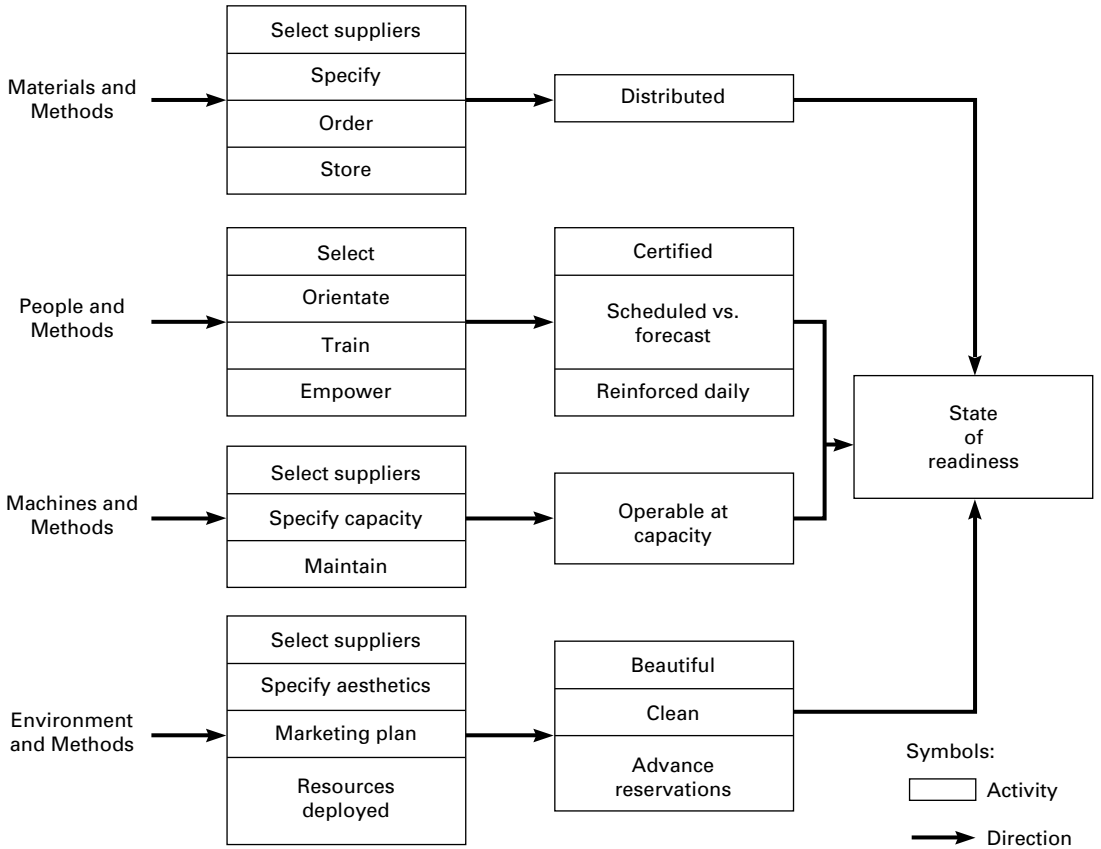 Materials and
Methods
Select suppliers
Specify
Order
Store
Distributed
People and
Methods
Select
Orientate
Train
Empower
Certified
Scheduled vs.
forecast
Reinforced daily
State
of
readiness
Machines and
Methods
Select suppliers
Specify capacity
Maintain
Operable at
capacity
Environment
and Methods
Select suppliers
Specify aesthetics
Marketing plan
Resources
deployed
Beautiful
Clean
Advance
reservations
Symbols:
Activity
Direction